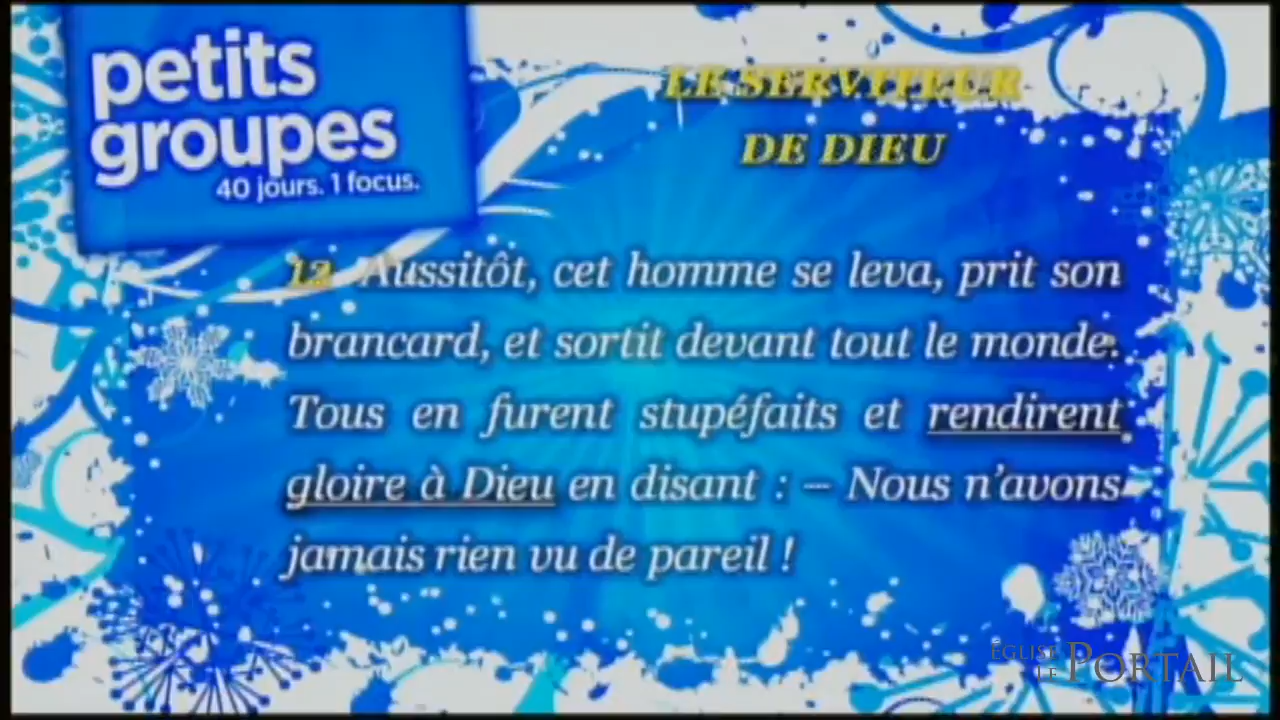 petits
groupes
40 jours. 1 focus.
LE SERVITEUR
DE DIEU
12 Aussitôt, cet homme se leva, prit son
brancard, et sortit devant tout le monde.
Tous en furent stupéfaits et rendirent
gloire à Dieu en disant : – Nous n’avons
jamais rien vu de pareil !
ÉGLISE
LE PORTAIL